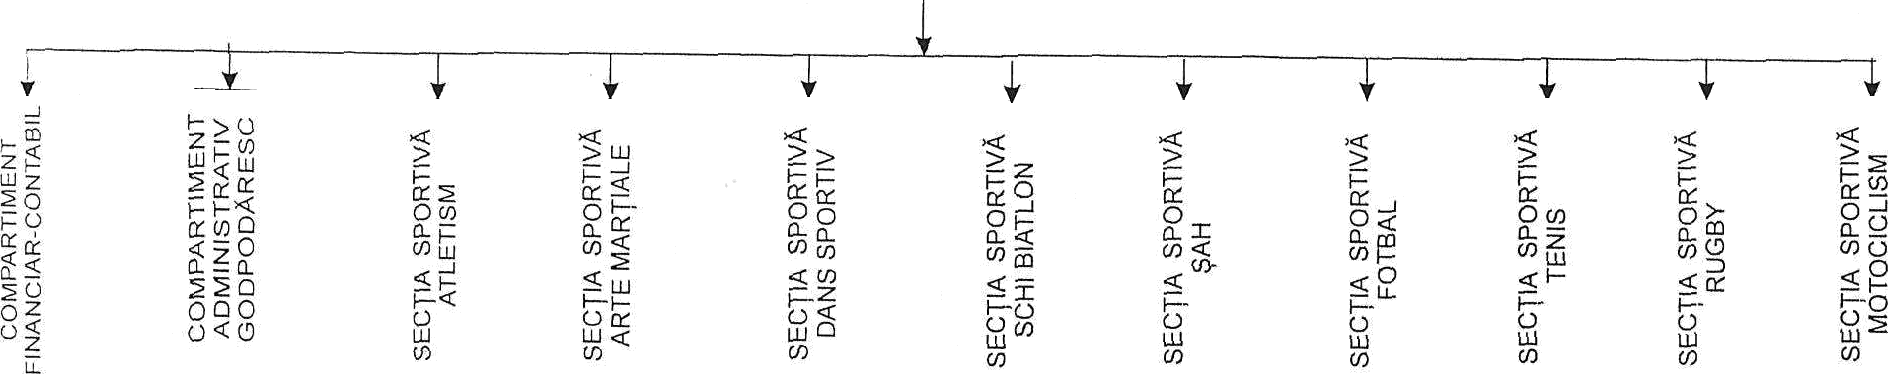 COMPARTIMENT
FINANCIAR-CONTABIL
COMPARTIMENT
ADMINISTRATIV
GODPODĂRESC
SECȚIA SPORTIVĂ
ATLETISM
SECȚIA SPORTIVĂ
ARTE MARȚIALE
SECȚIA SPORTIVĂ
DANS SPORTIV
SECȚIA SPORTIVĂ
SCHI BIATLON
SECȚIA SPORTIVĂ
ȘAH
SECȚIA SPORTIVĂ
FOTBAL
SECȚIA SPORTIVĂ
TENIS
SECȚIA SPORTIVĂ
RUGBY
SECȚIA SPORTIVĂ
MOTOCICLISM